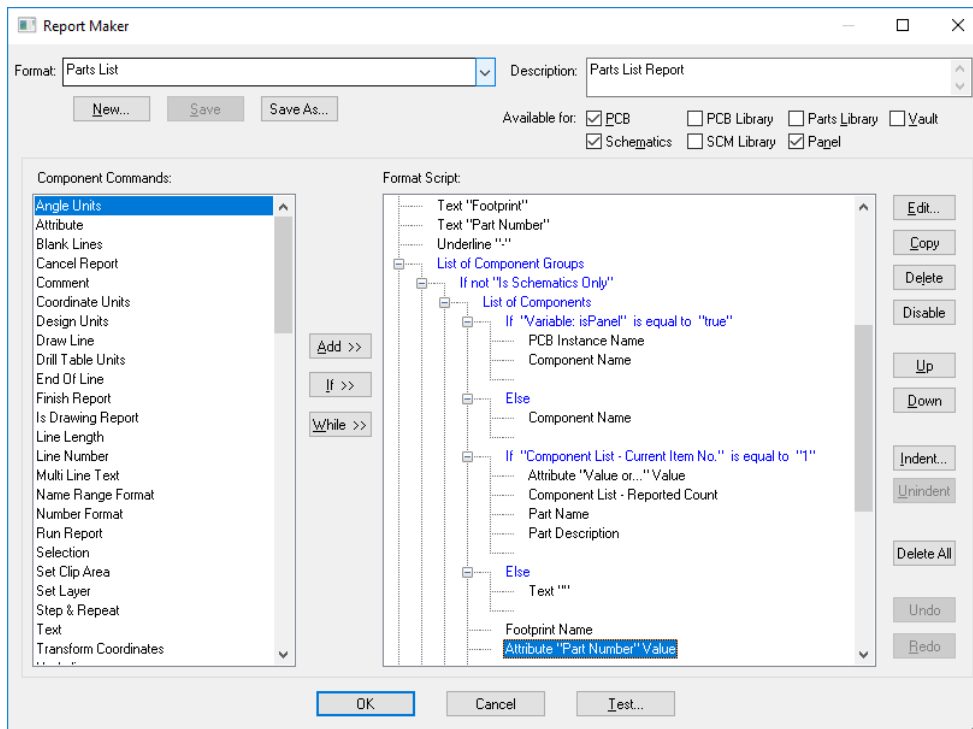 Report Maker
Format: Parts List
Description: Parts List Report
New... Save Save As...
Available for: PCB PCB Library Parts Library Vault
Schematics SCM Library Panel
Component Commands:
Angle Units
Attribute
Blank Lines
Cancel Report
Comment
Coordinate Units
Design Units
Draw Line
Drill Table Units
End Of Line
Finish Report
Is Drawing Report
Line Length
Line Number
Multi Line Text
Name Range Format
Number Format
Run Report
Selection
Set Clip Area
Set Layer
Step & Repeat
Text
Transform Coordinates
Add >>
If >>
While >>
Format Script:
Text "Footprint"
Text "Part Number"
Underline "-"
List of Component Groups
If not "Is Schematics Only"
List of Components
If "Variable: isPanel" is equal to "true"
PCB Instance Name
Component Name
Else
Component Name
If "Component List - Current Item No." is equal to "1"
Attribute "Value or..." Value
Component List - Reported Count
Part Name
Part Description
Else
Text ""
Footprint Name
Attribute "Part Number" Value
Edit...
Copy
Delete
Disable
Up
Down
Indent...
Unindent
Delete All
Undo
Redo
OK Cancel Test...